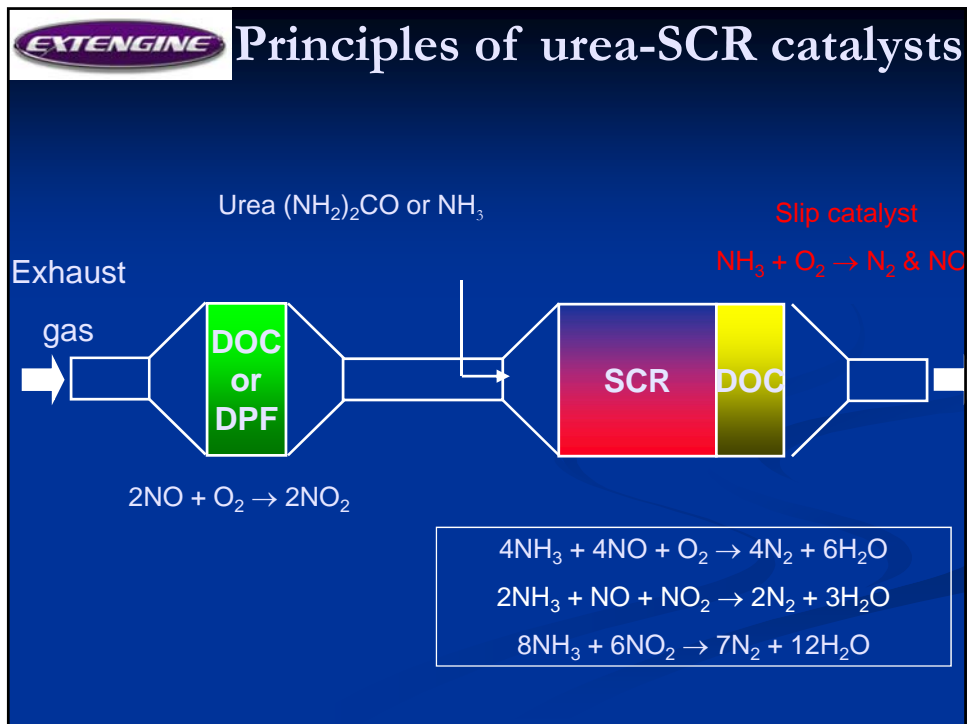 EXTENGINE
Principles of urea-SCR catalysts
Urea (NH₂)₂CO or NH₃
Slip catalyst
NH₃ + O₂ → N₂ & NO
Exhaust
gas
DOC
or
DPF
SCR
DOC
2NO + O₂ → 2NO₂
4NH₃ + 4NO + O₂ → 4N₂ + 6H₂O
2NH₃ + NO + NO₂ → 2N₂ + 3H₂O
8NH₃ + 6NO₂ → 7N₂ + 12H₂O